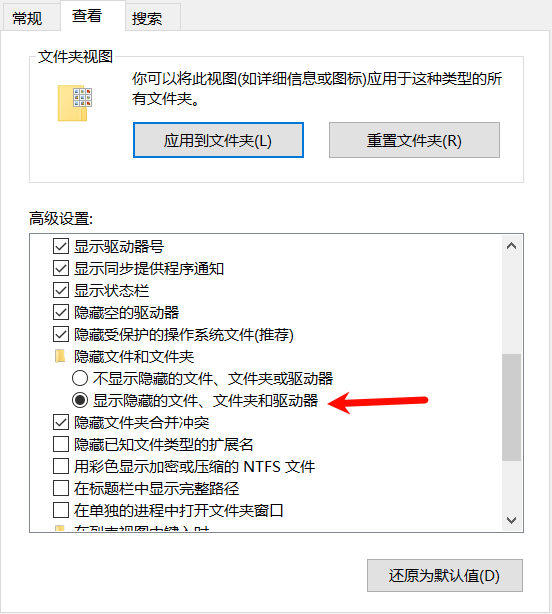 常规
查看
搜索
文件夹视图
你可以将此视图(如详细信息或图标)应用于这种类型的所
有文件夹。
应用到文件夹(L)
重置文件夹(R)
高级设置:
显示驱动器号
显示同步提供程序通知
显示状态栏
隐藏空的驱动器
隐藏受保护的操作系统文件(推荐)
隐藏文件和文件夹
不显示隐藏的文件、文件夹或驱动器
显示隐藏的文件、文件夹和驱动器
隐藏文件夹合并冲突
隐藏已知文件类型的扩展名
用彩色显示加密或压缩的 NTFS 文件
在标题栏中显示完整路径
在单独的进程中打开文件夹窗口
在列表视图中键入时
还原为默认值(D)